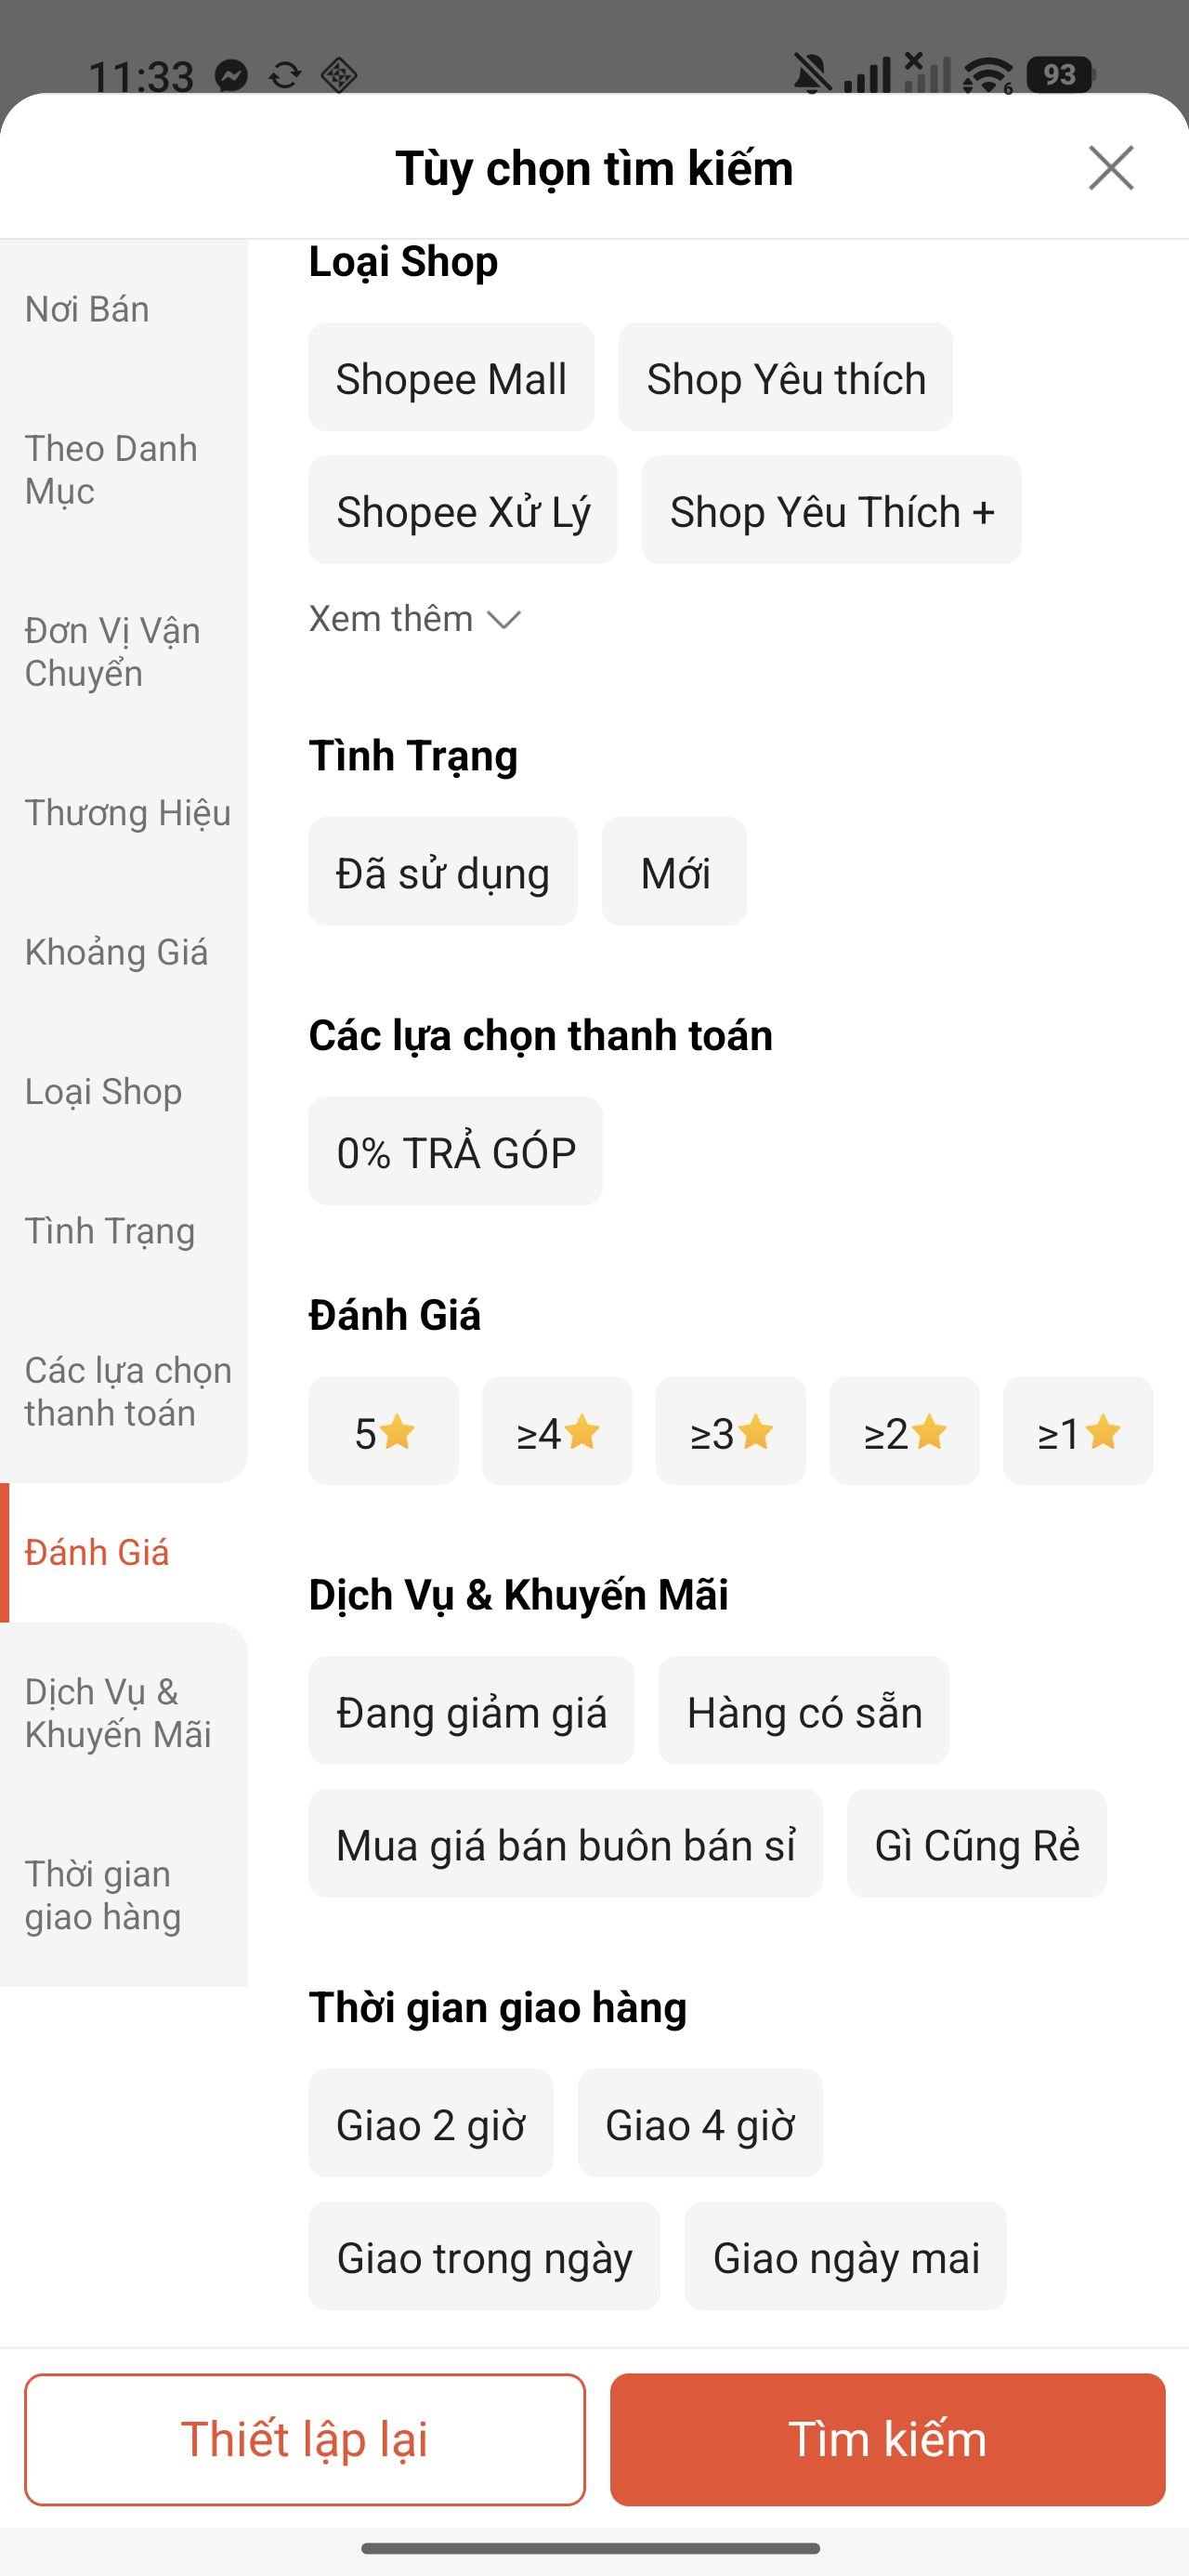 11:33
6
93
Tùy chọn tìm kiếm
Nơi Bán
Theo Danh
Mục
Đơn Vị Vận
Chuyển
Thương Hiệu
Khoảng Giá
Loại Shop
Tình Trạng
Các lựa chọn
thanh toán
Đánh Giá
Dịch Vụ &
Khuyến Mãi
Thời gian
giao hàng
Loại Shop
Shopee Mall
Shop Yêu thích
Shopee Xử Lý
Shop Yêu Thích +
Xem thêm
Tình Trạng
Đã sử dụng
Mới
Các lựa chọn thanh toán
0% TRẢ GÓP
Đánh Giá
5⭐
≥4⭐
≥3⭐
≥2⭐
≥1⭐
Dịch Vụ & Khuyến Mãi
Đang giảm giá
Hàng có sẵn
Mua giá bán buôn bán sỉ
Gì Cũng Rẻ
Thời gian giao hàng
Giao 2 giờ
Giao 4 giờ
Giao trong ngày
Giao ngày mai
Thiết lập lại
Tìm kiếm